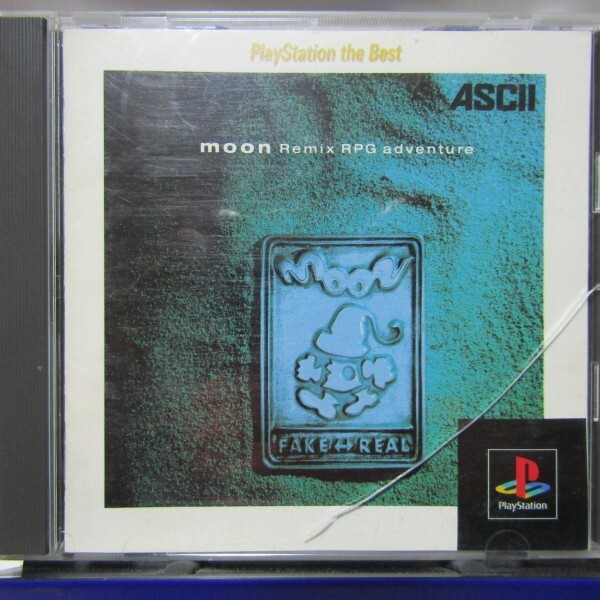 PlayStation the Best
ASCII
moon Remix RPG adventure
MOON
FAKE↔REAL
PlayStation